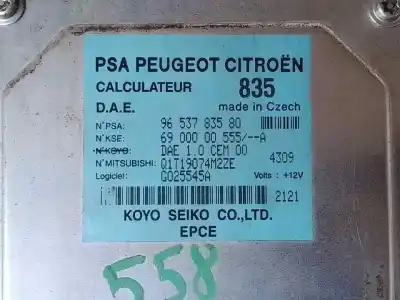 PSA PEUGEOT CITROËN
CALCULATEUR 835
D.A.E. made in Czech
N°PSA: 96 537 835 80
N°KSE: 69 000 00 555/--A
N°KOYO: DAE 1.0 CEM 00
N°MITSUBISHI: Q1T19074M2ZE 4309
Logiciel: G025545A Volts : +12V
2121
KOYO SEIKO CO.,LTD.
EPCE
558